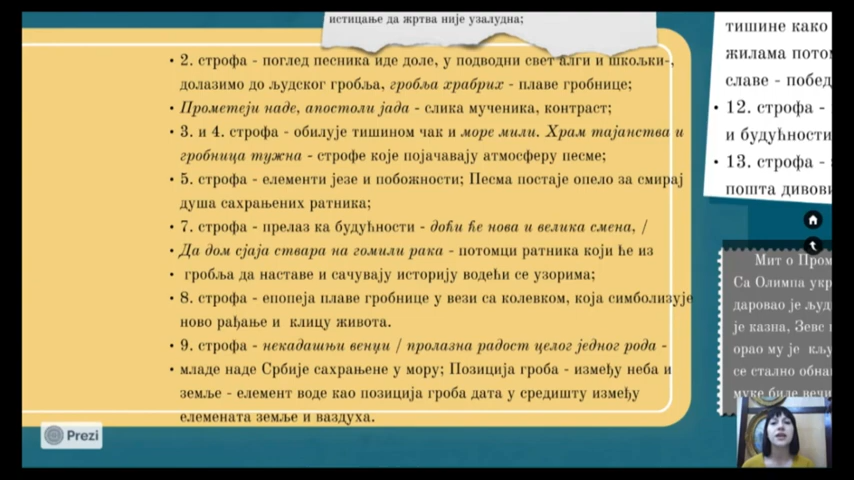 истицање да жртва није узалудна;
• 2. строфа - поглед песника иде доле, у подводни свет алги и шкољки-,
долазимо до људског гробља, гробља храбрих - плаве гробнице;
• Прометеји наде, апостоли јада - слика мученика, контраст;
• 3. и 4. строфа - обилује тишином чак и море мили. Храм тајанства и
гробница тужна - строфе које појачавају атмосферу песме;
• 5. строфа - елементи језе и побожности; Песма постаје опело за смирај
душа сахрањених ратника;
• 7. строфа - прелаз ка будућности - доћи ће нова и велика смена, /
• Да дом сјаја ствара на гомили рака - потомци ратника који ће из
• гробља да наставе и сачувају историју водећи се узорима;
• 8. строфа - епопеја плаве гробнице у вези са колевком, која симболизује
ново рађање и клицу живота.
• 9. строфа - некадашњи венци / пролазна радост целог једног рода -
• младе наде Србије сахрањене у мору; Позиција гроба - између неба и
земље - елемент воде као позиција гроба дата у средишту између
елемената земље и ваздуха.
тишине како
жилама пото
славе - побед
• 12. строфа -
и будућности
• 13. строфа -
пошта дивови
Мит о Пром
Са Олимпа укр
даровао је људ
је казна, Зевс
орао му је кљу
се стално обна
муке биле вечи
Prezi